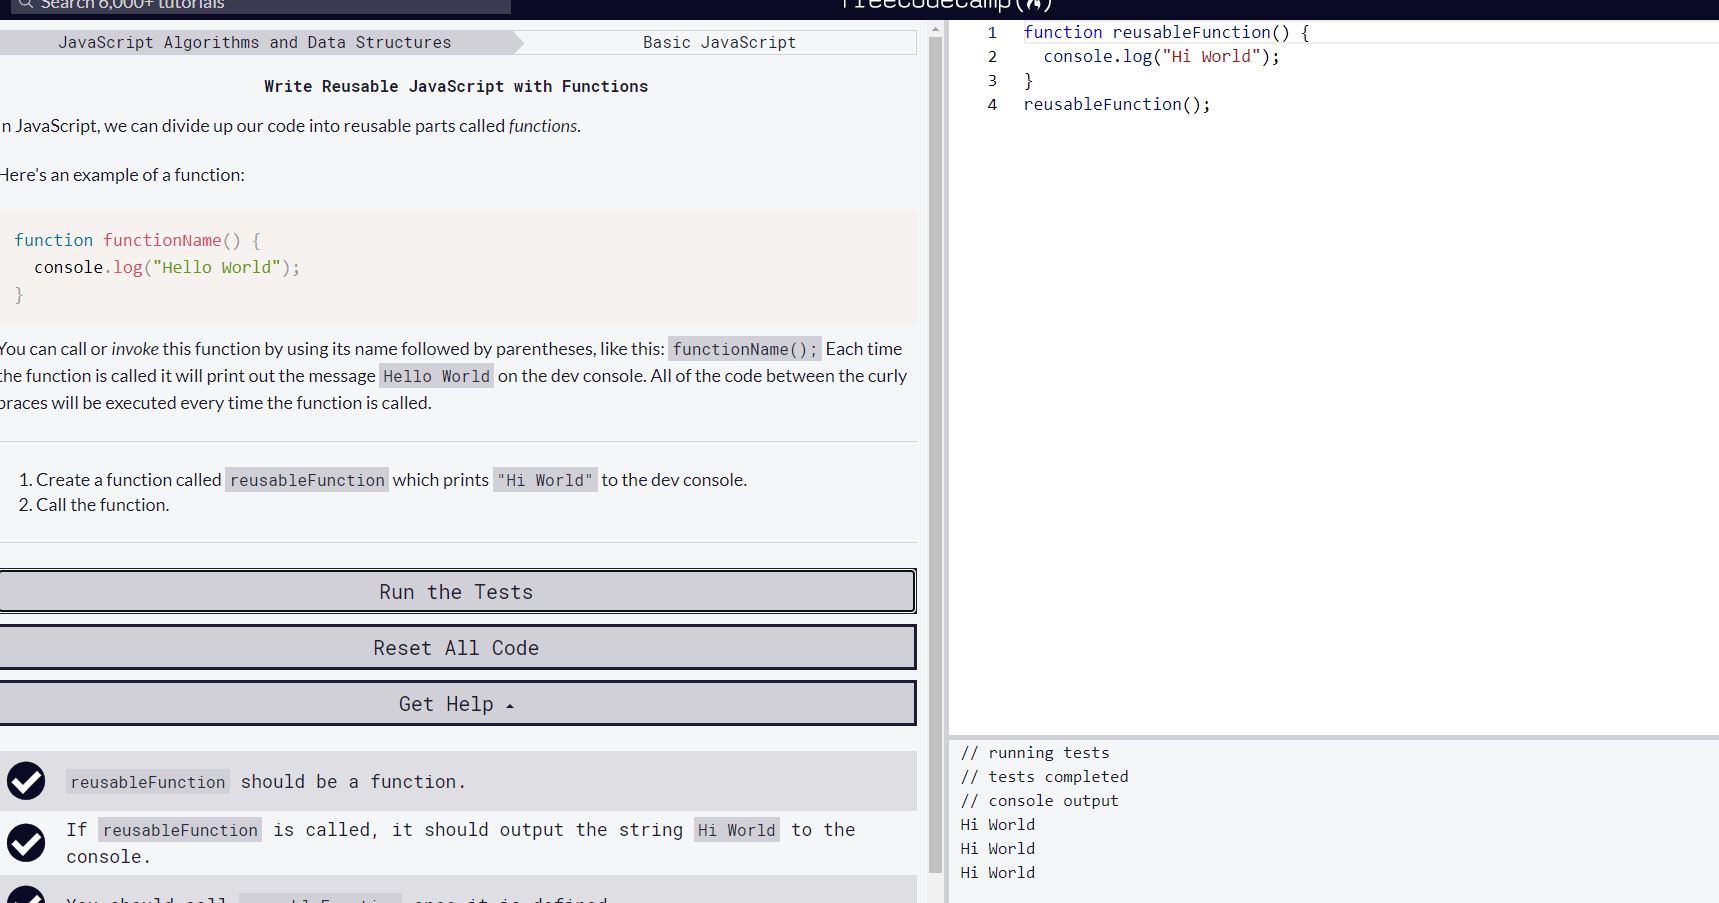 Search 6,000+ tutorials
freeCodeCamp
JavaScript Algorithms and Data Structures
Basic JavaScript
Write Reusable JavaScript with Functions
n JavaScript, we can divide up our code into reusable parts called functions.
Here's an example of a function:
function functionName() {
console.log("Hello World");
}
You can call or invoke this function by using its name followed by parentheses, like this: functionName(); Each time
the function is called it will print out the message Hello World on the dev console. All of the code between the curly
braces will be executed every time the function is called.
1. Create a function called reusableFunction which prints "Hi World" to the dev console.
2. Call the function.
Run the Tests
Reset All Code
Get Help
reusableFunction should be a function.
If reusableFunction is called, it should output the string Hi World to the
console.
You should call reusableFunction once it is defined
1 function reusableFunction() {
2 console.log("Hi World");
3 }
4 reusableFunction();
// running tests
// tests completed
// console output
Hi World
Hi World
Hi World